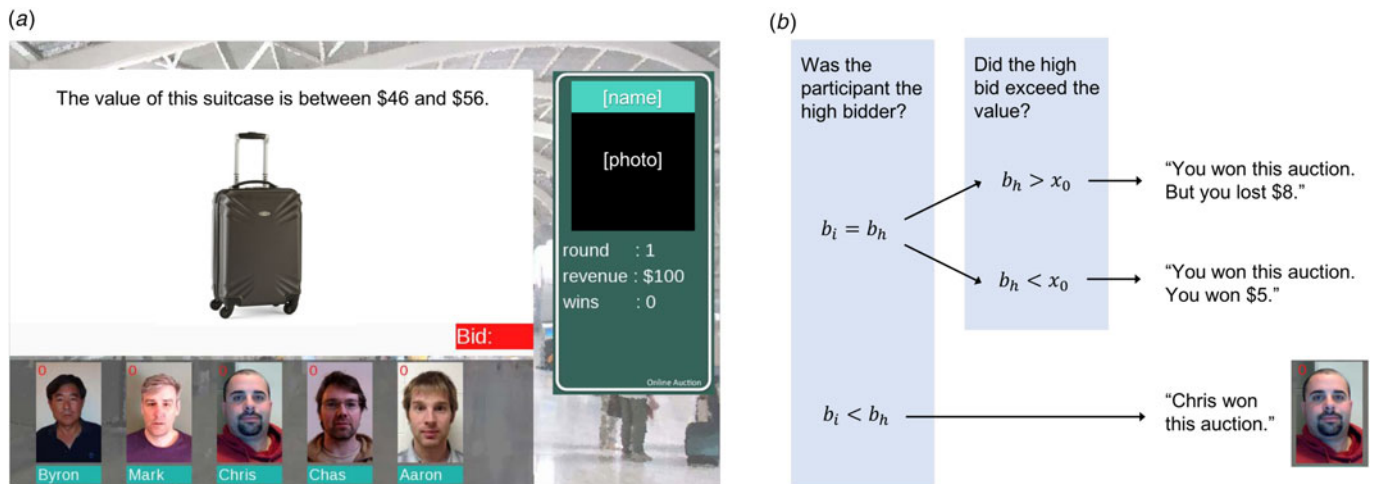 (a)
The value of this suitcase is between $46 and $56.
Bid:
[name]
[photo]
round : 1
revenue : $100
wins : 0
Online Auction
0
0
0
0
0
Byron
Mark
Chris
Chas
Aaron
(b)
Was the
participant the
high bidder?
Did the high
bid exceed the
value?
b_i = b_h
b_h > x_0
“You won this auction.
But you lost $8.”
b_h < x_0
“You won this auction.
You won $5.”
b_i < b_h
“Chris won
this auction.”
0